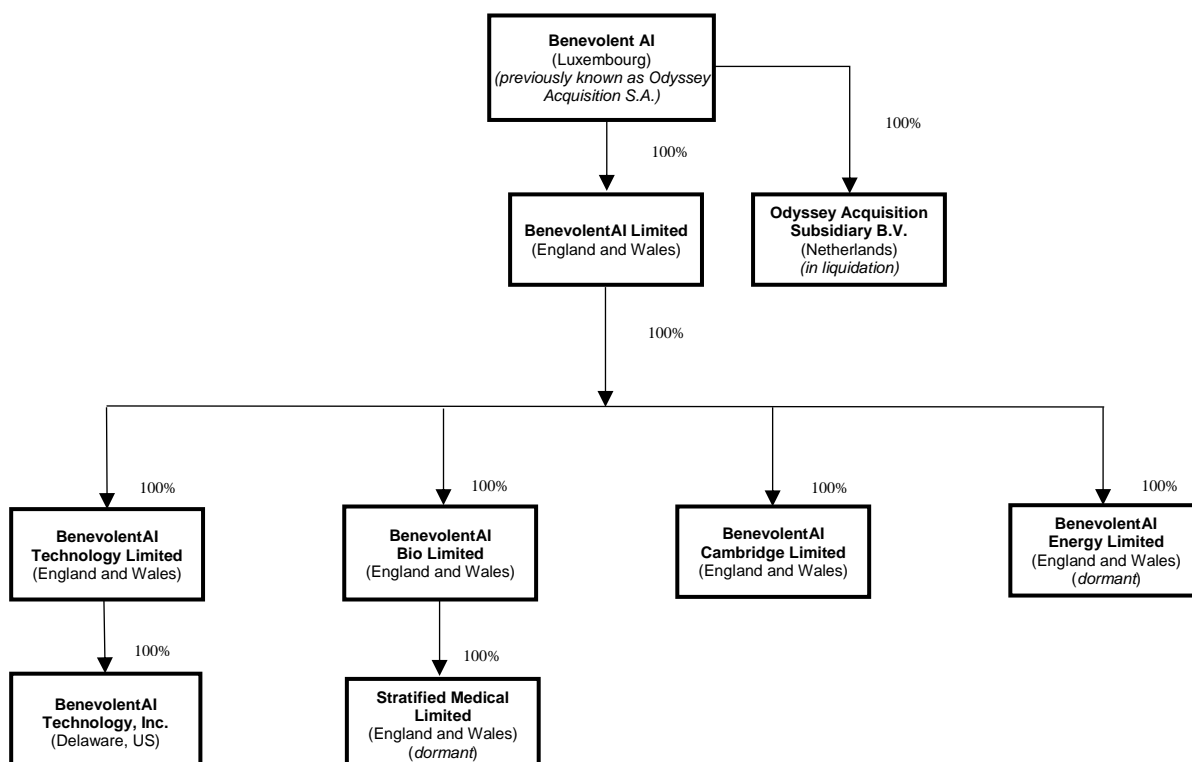 Benevolent AI
(Luxembourg)
(previously known as Odyssey
Acquisition S.A.)
100%
100%
BenevolentAI Limited
(England and Wales)
Odyssey Acquisition
Subsidiary B.V.
(Netherlands)
(in liquidation)
100%
100%
100%
100%
100%
BenevolentAI
Technology Limited
(England and Wales)
BenevolentAI
Bio Limited
(England and Wales)
BenevolentAI
Cambridge Limited
(England and Wales)
BenevolentAI
Energy Limited
(England and Wales)
(dormant)
100%
100%
BenevolentAI
Technology, Inc.
(Delaware, US)
Stratified Medical
Limited
(England and Wales)
(dormant)